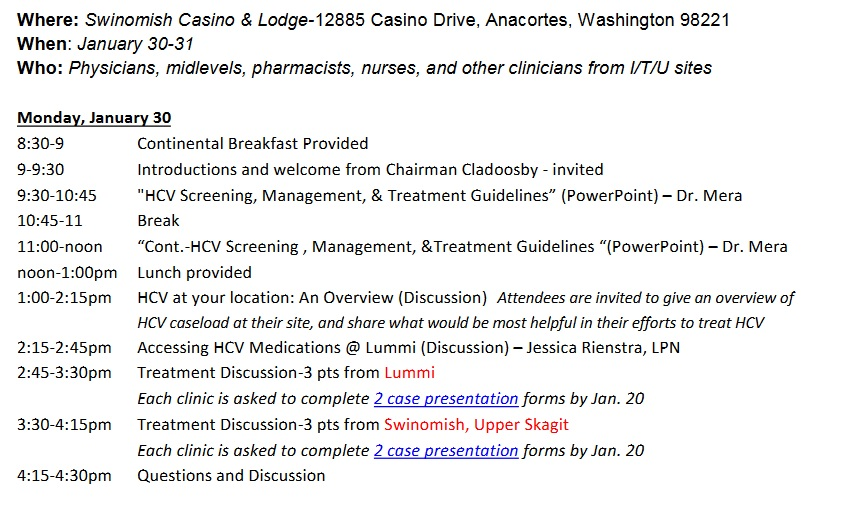 Where: Swinomish Casino & Lodge-12885 Casino Drive, Anacortes, Washington 98221
When: January 30-31
Who: Physicians, midlevels, pharmacists, nurses, and other clinicians from I/T/U sites
Monday, January 30
8:30-9 Continental Breakfast Provided
9-9:30 Introductions and welcome from Chairman Cladoosby - invited
9:30-10:45 "HCV Screening, Management, & Treatment Guidelines” (PowerPoint) – Dr. Mera
10:45-11 Break
11:00-noon “Cont.-HCV Screening , Management, &Treatment Guidelines “(PowerPoint) – Dr. Mera
noon-1:00pm Lunch provided
1:00-2:15pm HCV at your location: An Overview (Discussion) Attendees are invited to give an overview of
HCV caseload at their site, and share what would be most helpful in their efforts to treat HCV
2:15-2:45pm Accessing HCV Medications @ Lummi (Discussion) – Jessica Rienstra, LPN
2:45-3:30pm Treatment Discussion-3 pts from Lummi
Each clinic is asked to complete 2 case presentation forms by Jan. 20
3:30-4:15pm Treatment Discussion-3 pts from Swinomish, Upper Skagit
Each clinic is asked to complete 2 case presentation forms by Jan. 20
4:15-4:30pm Questions and Discussion